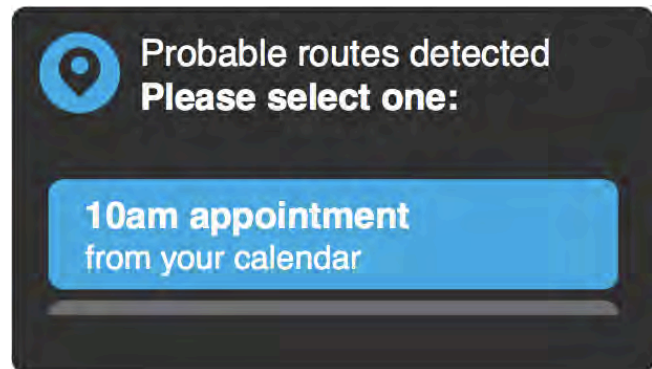 Probable routes detected
Please select one:
10am appointment
from your calendar